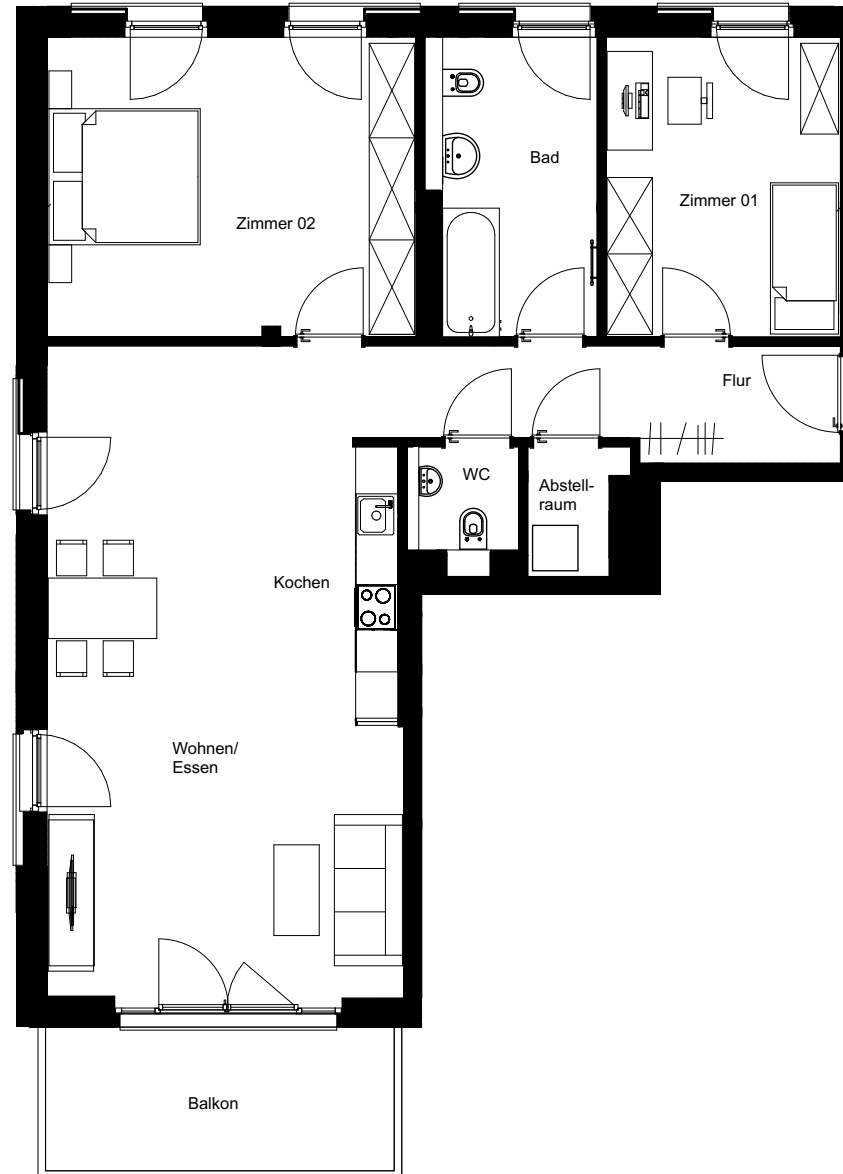 Bad
Zimmer 01
Zimmer 02
Flur
WC
Abstell-
raum
Kochen
Wohnen/
Essen
Balkon